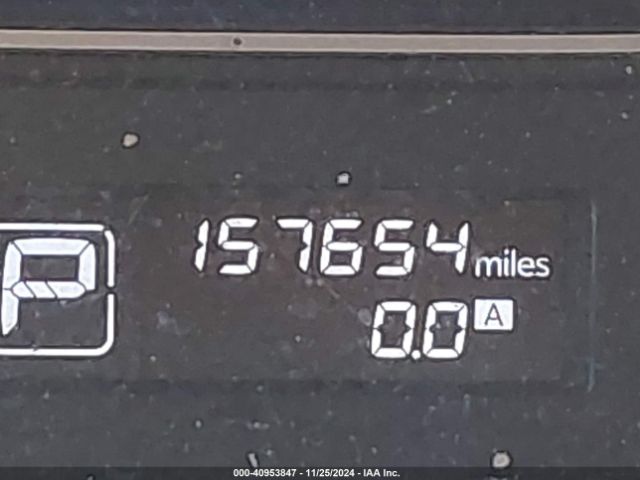 157654 miles
P
0.0 A
000-40953847 - 11/25/2024 - IAA Inc.